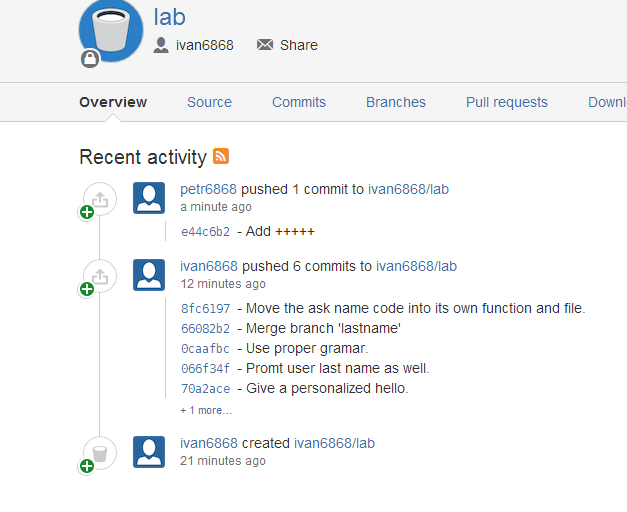 lab
ivan6868 Share
Overview Source Commits Branches Pull requests Downl
Recent activity
petr6868 pushed 1 commit to ivan6868/lab
a minute ago
e44c6b2 - Add +++++
ivan6868 pushed 6 commits to ivan6868/lab
12 minutes ago
8fc6197 - Move the ask name code into its own function and file.
66082b2 - Merge branch 'lastname'
0caafbc - Use proper gramar.
066f34f - Promt user last name as well.
70a2ace - Give a personalized hello.
+ 1 more...
ivan6868 created ivan6868/lab
21 minutes ago